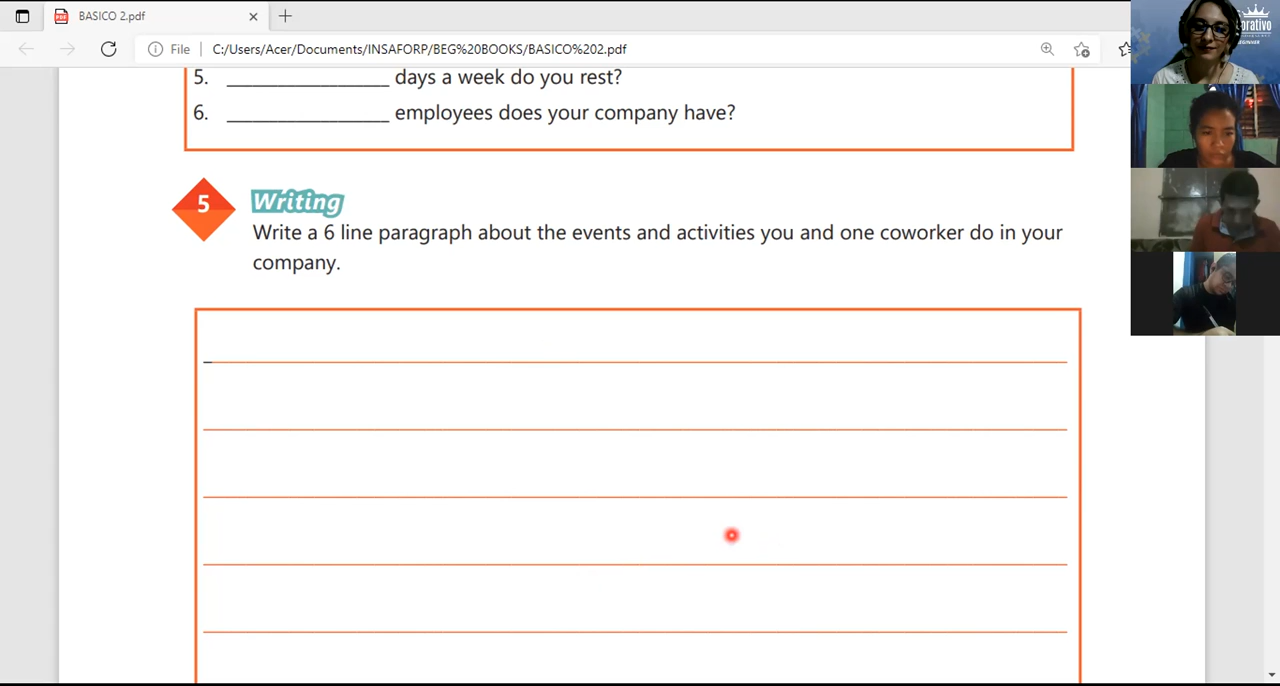 BASICO 2.pdf
File C:/Users/Acer/Documents/INSAFORP/BEG%20BOOKS/BASICO%202.pdf
orativo
5. ________________ days a week do you rest?
6. ________________ employees does your company have?
5 Writing
Write a 6 line paragraph about the events and activities you and one coworker do in your
company.